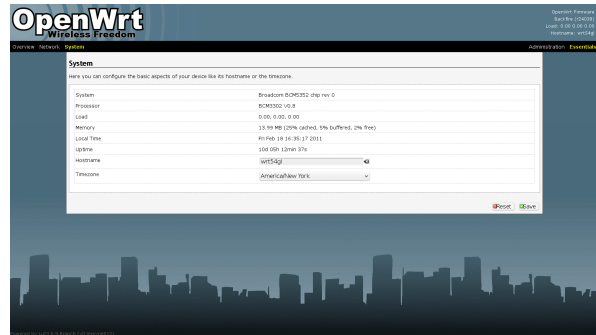 OpenWrt
Wireless Freedom
OpenWrt Firmware
Backfire (r24038)
Load: 0.00 0.00 0.00
Hostname: wrt54gl
Overview Network System
Administration Essentials
System
Here you can configure the basic aspects of your device like its hostname or the timezone.
System Broadcom BCM5352 chip rev 0
Processor BCM3302 V0.8
Load 0.00, 0.00, 0.00
Memory 13.99 MB (25% cached, 5% buffered, 2% free)
Local Time Fri Feb 18 16:35:17 2011
Uptime 10d 05h 12min 37s
Hostname wrt54gl
Timezone America/New York
Reset Save